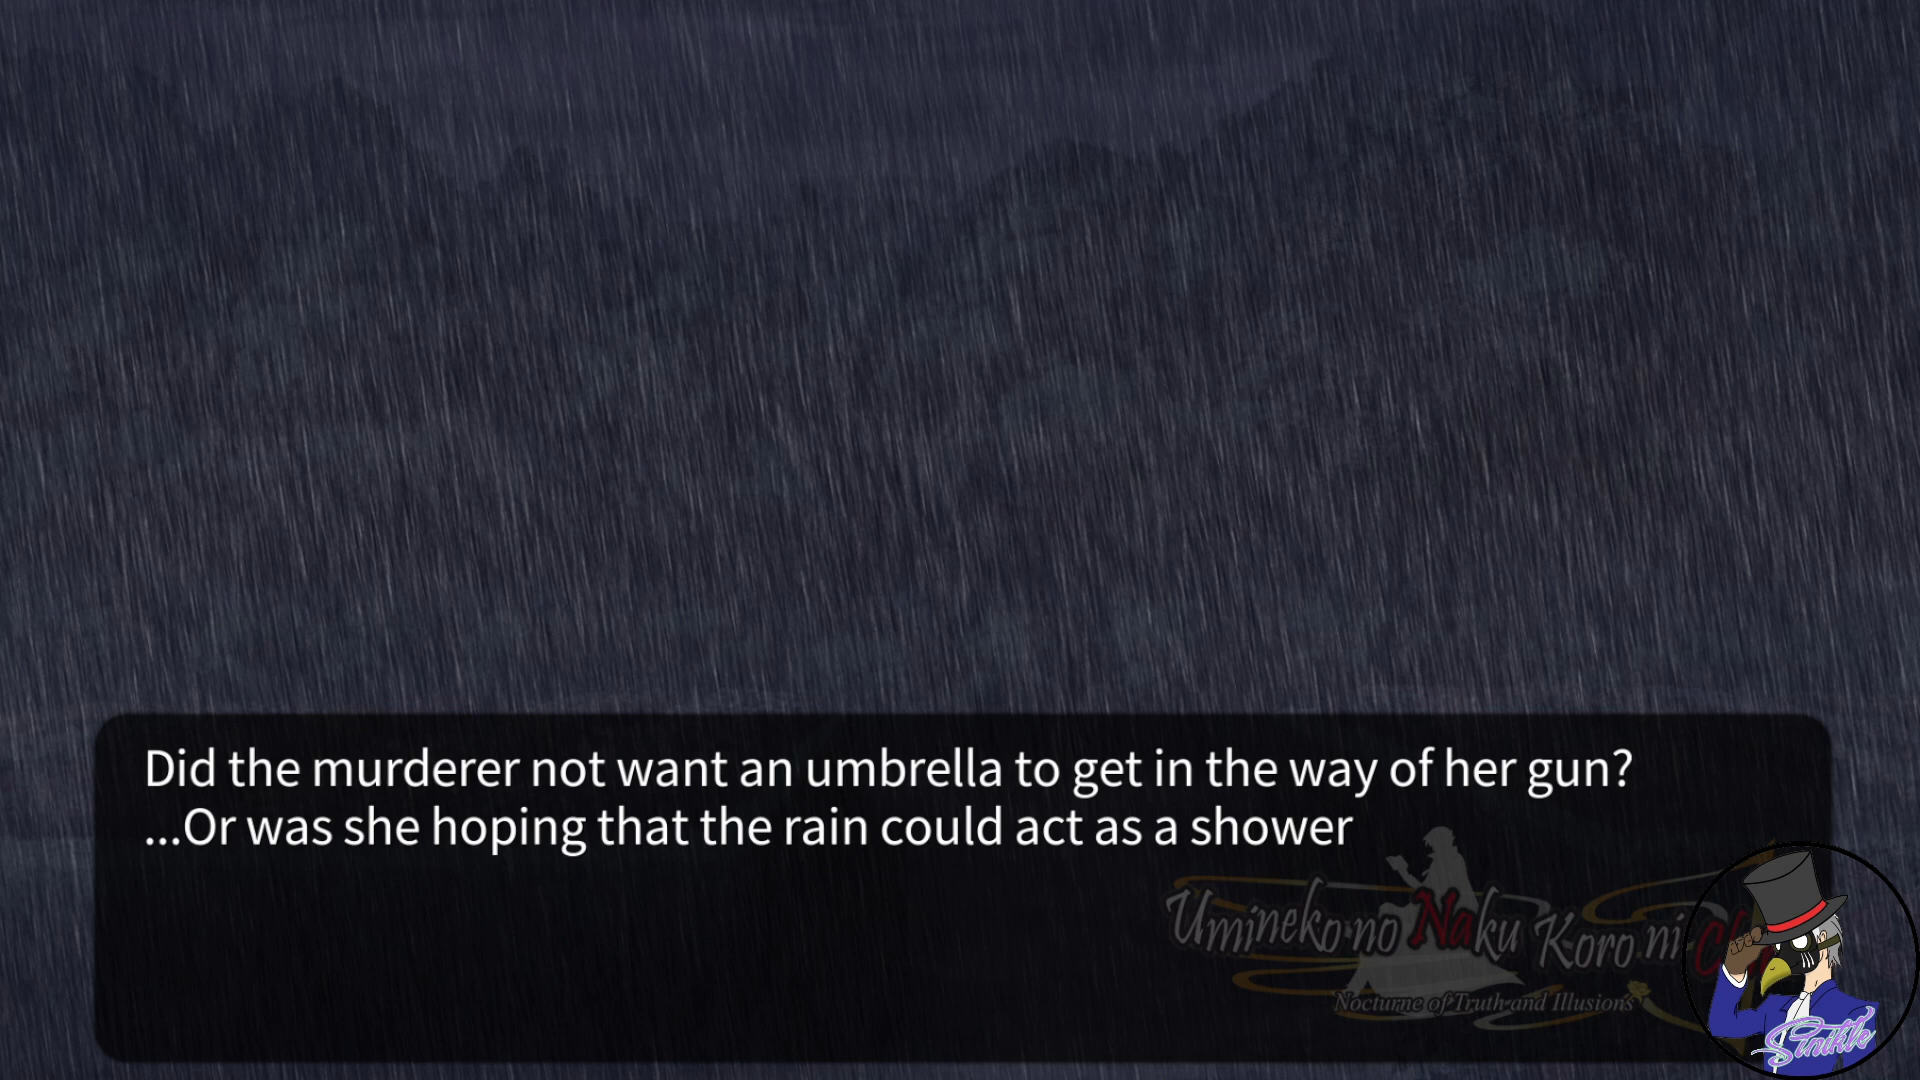 Did the murderer not want an umbrella to get in the way of her gun?
...Or was she hoping that the rain could act as a shower
Umineko no Naku Koro ni
Nocturne of Truth and Illusions
Sinikle